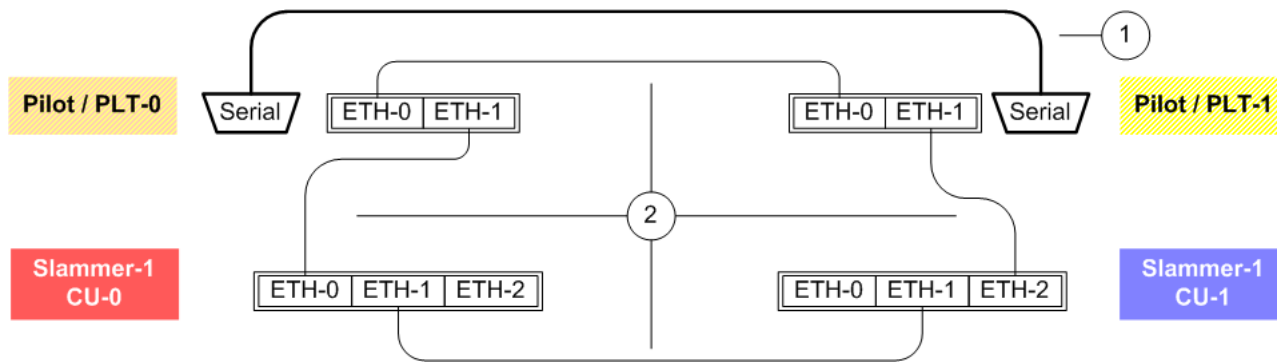 1
Pilot / PLT-0
Serial
ETH-0
ETH-1
ETH-0
ETH-1
Serial
Pilot / PLT-1
2
Slammer-1
CU-0
ETH-0
ETH-1
ETH-2
ETH-0
ETH-1
ETH-2
Slammer-1
CU-1